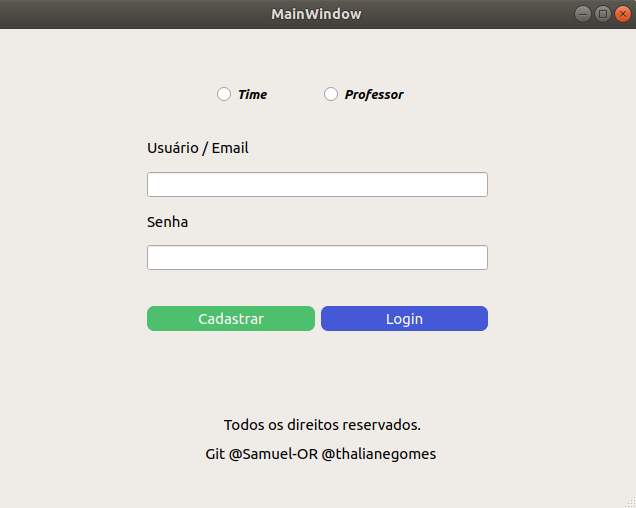 MainWindow
Time Professor
Usuário / Email
Senha
Cadastrar Login
Todos os direitos reservados.
Git @Samuel-OR @thalianegomes